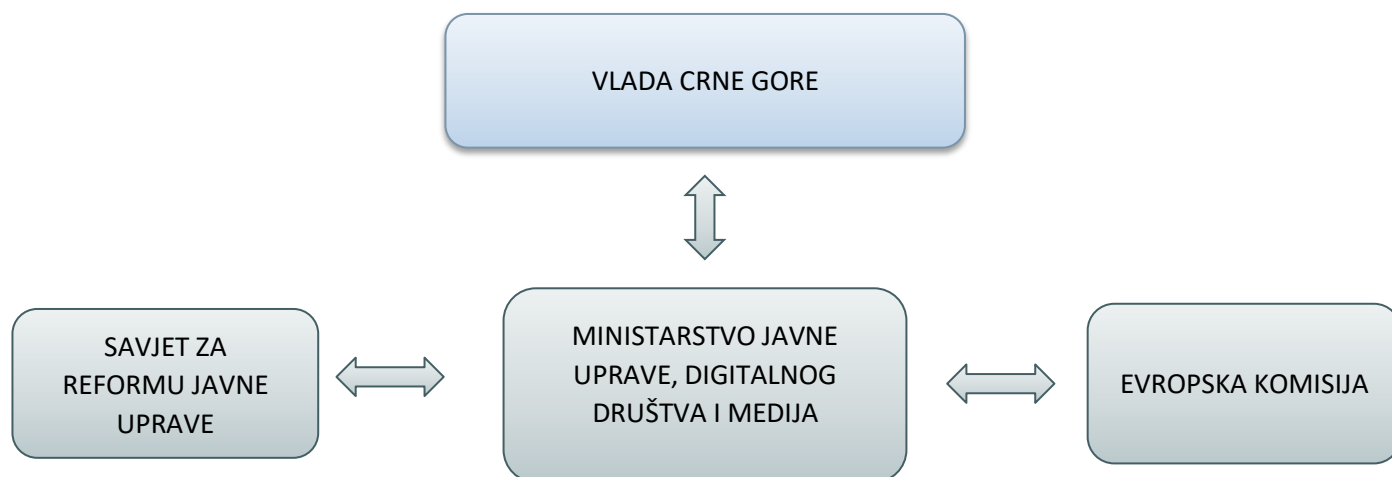 VLADA CRNE GORE
SAVJET ZA
REFORMU JAVNE
UPRAVE
MINISTARSTVO JAVNE
UPRAVE, DIGITALNOG
DRUŠTVA I MEDIJA
EVROPSKA KOMISIJA